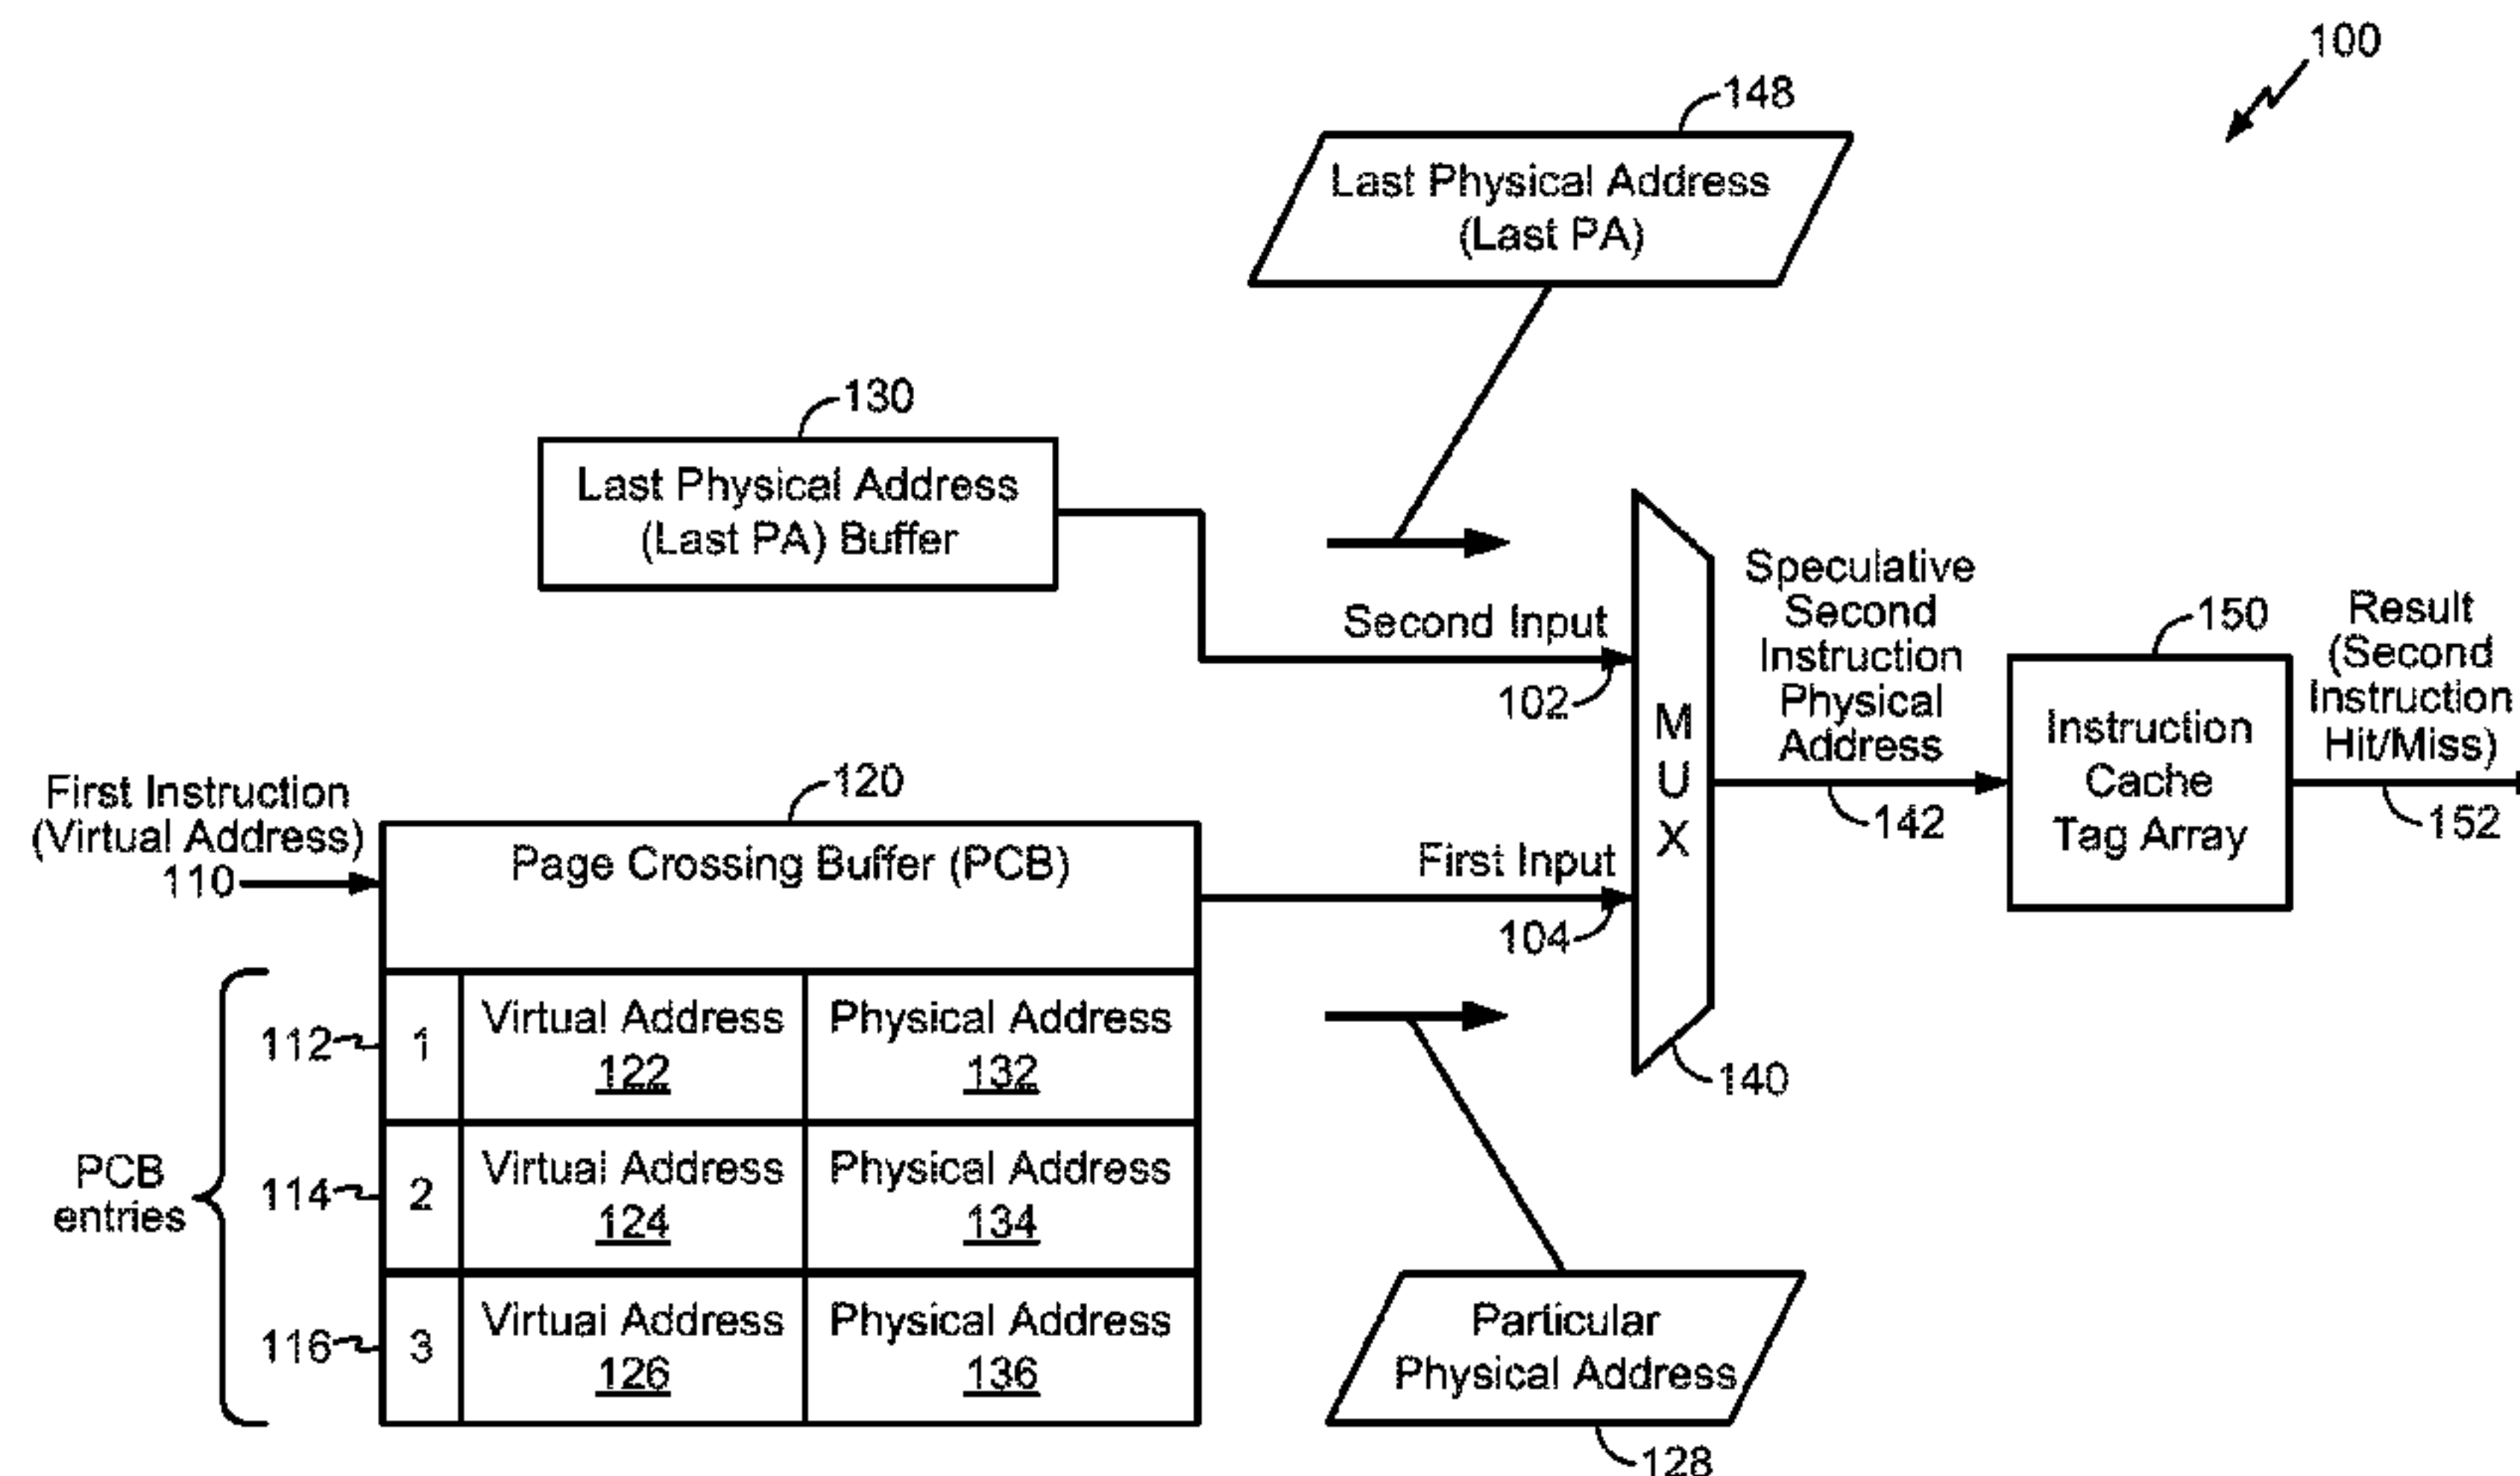 100
148
Last Physical Address
(Last PA)
130
Last Physical Address
(Last PA) Buffer
Second Input
102
Speculative
Second
Instruction
Physical
Address
142
150
Instruction
Cache
Tag Array
Result
(Second
Instruction
Hit/Miss)
152
MUX
140
First Instruction
(Virtual Address)
110
120
Page Crossing Buffer (PCB)
First Input
104
PCB
entries
112 1 Virtual Address Physical Address
122 132
114 2 Virtual Address Physical Address
124 134
116 3 Virtual Address Physical Address
126 136
Particular
Physical Address
128